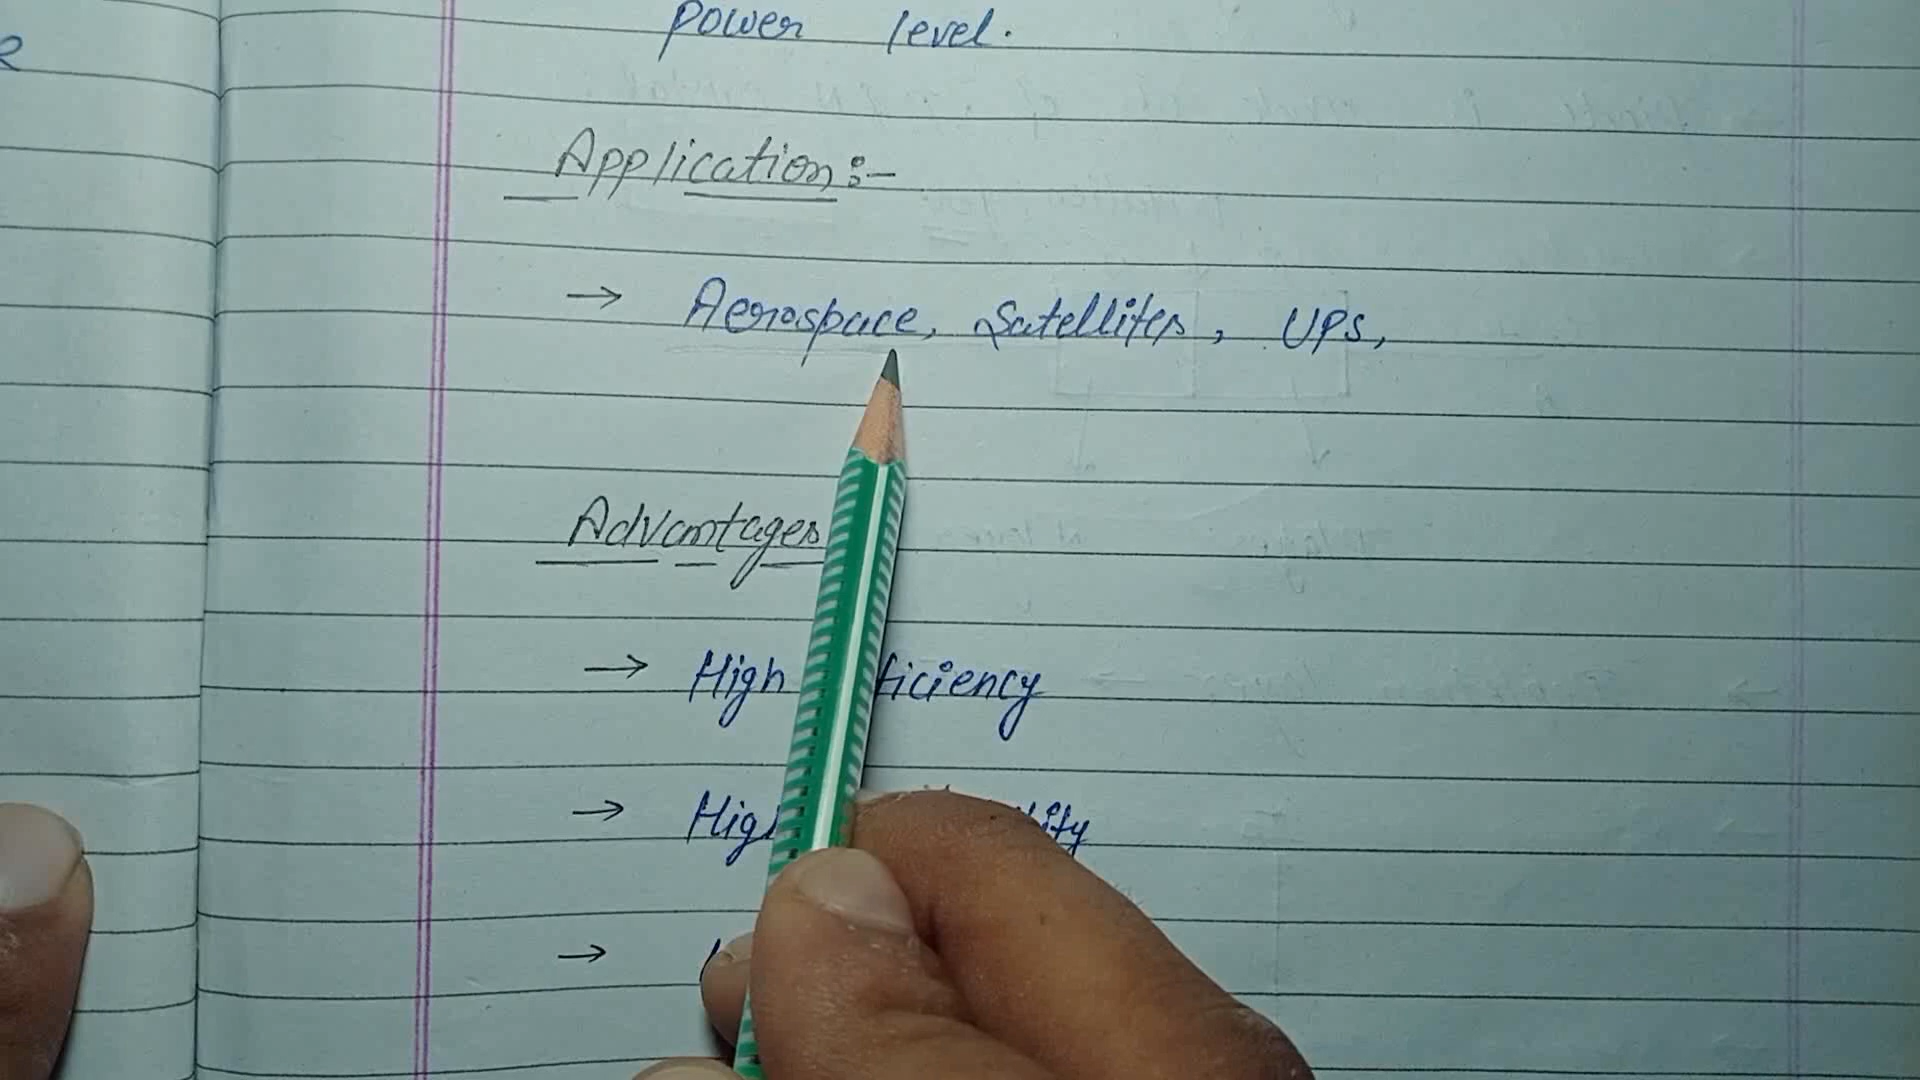 power level.
Application:-
→ Aerospace, Satellites, UPS,
Advantages
→ High
→
→